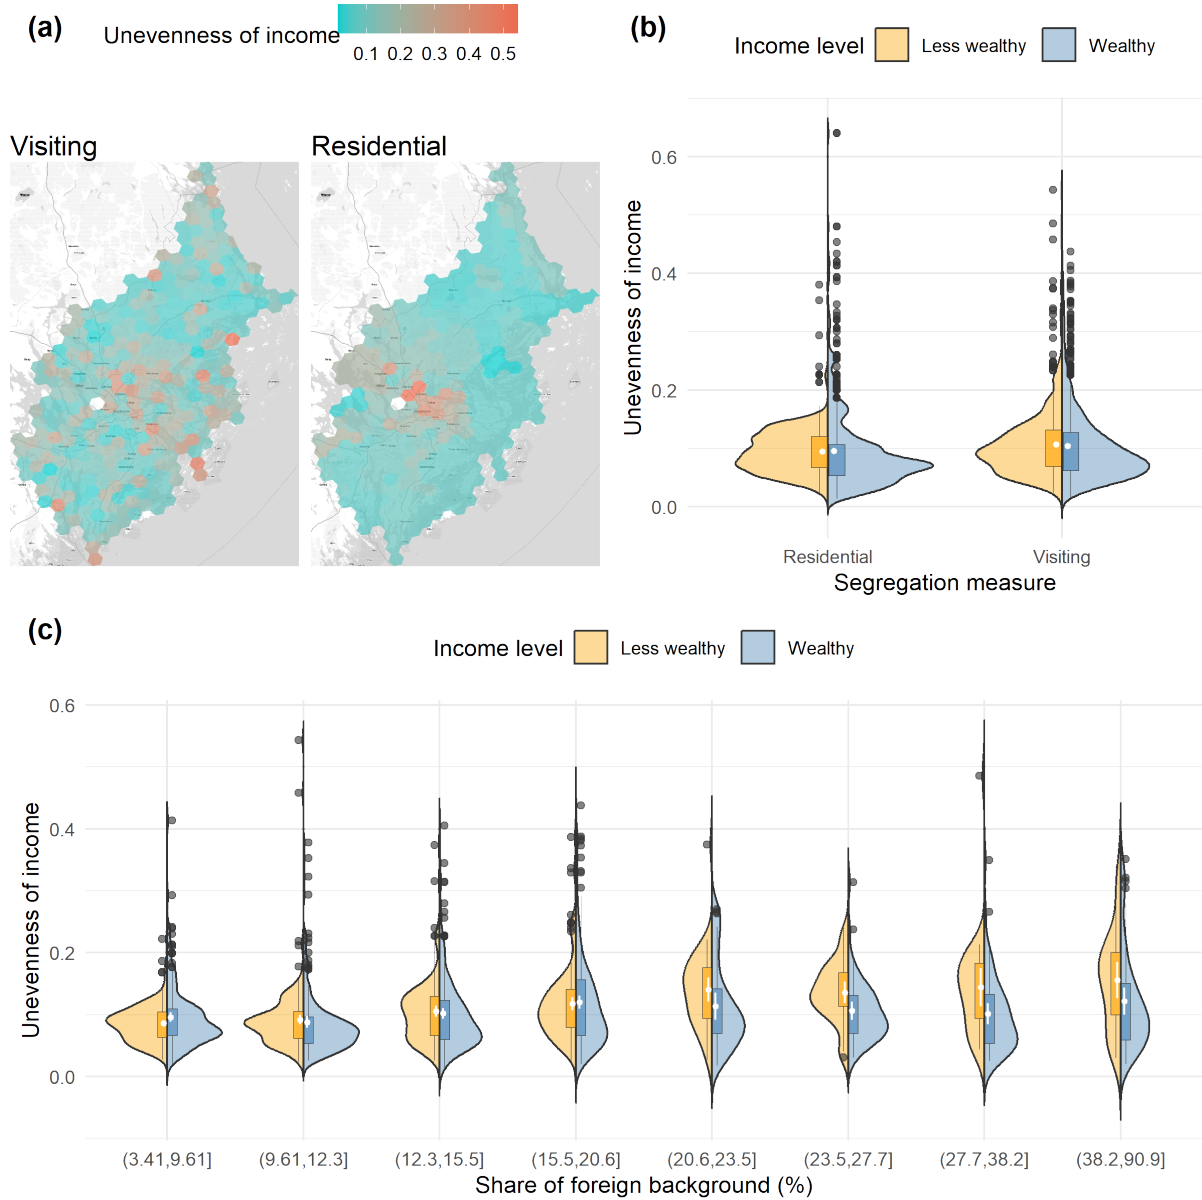 (a)
Unevenness of income
0.1 0.2 0.3 0.4 0.5
Visiting
Residential
(b)
Income level Less wealthy Wealthy
Unevenness of income
0.6
0.4
0.2
0.0
Residential Visiting
Segregation measure
(c)
Income level Less wealthy Wealthy
Unevenness of income
0.6
0.4
0.2
0.0
(3.41,9.61] (9.61,12.3] (12.3,15.5] (15.5,20.6] (20.6,23.5] (23.5,27.7] (27.7,38.2] (38.2,90.9]
Share of foreign background (%)